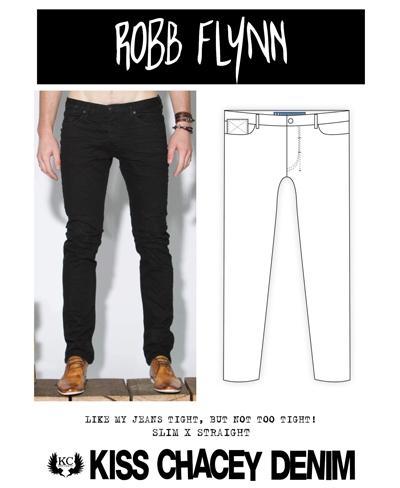 ROBB FLYNN
LIKE MY JEANS TIGHT, BUT NOT TOO TIGHT!
SLIM X STRAIGHT
KC KISS CHACEY DENIM